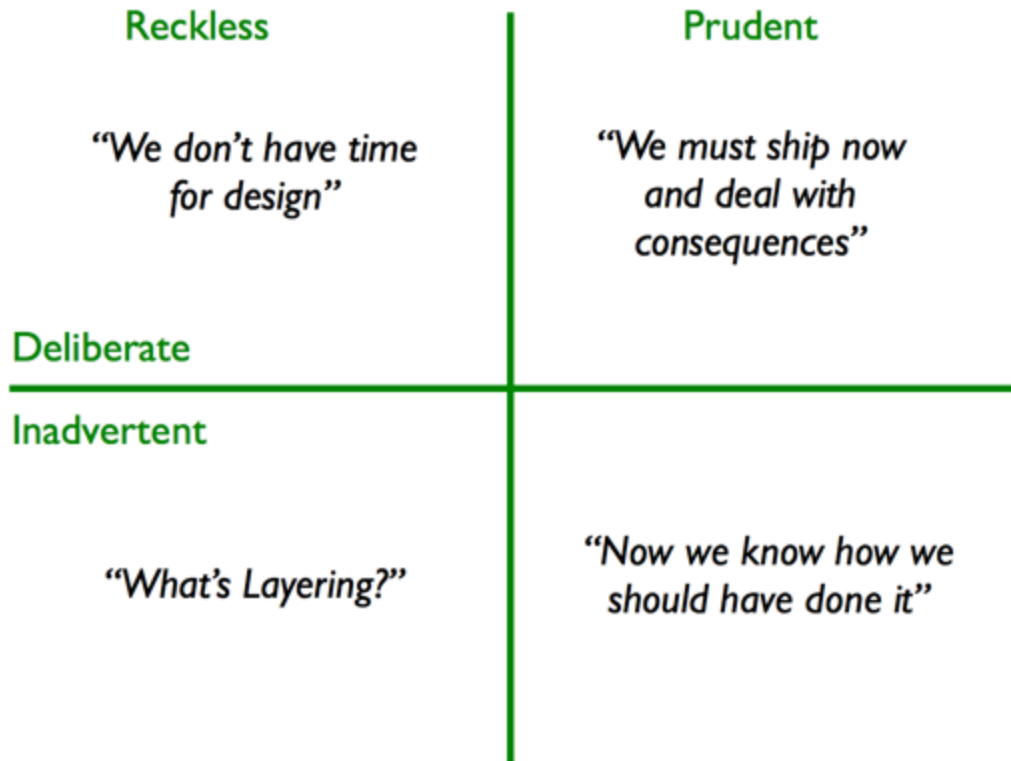 Reckless
Prudent
“We don’t have time
for design”
“We must ship now
and deal with
consequences”
Deliberate
Inadvertent
“What’s Layering?”
“Now we know how we
should have done it”